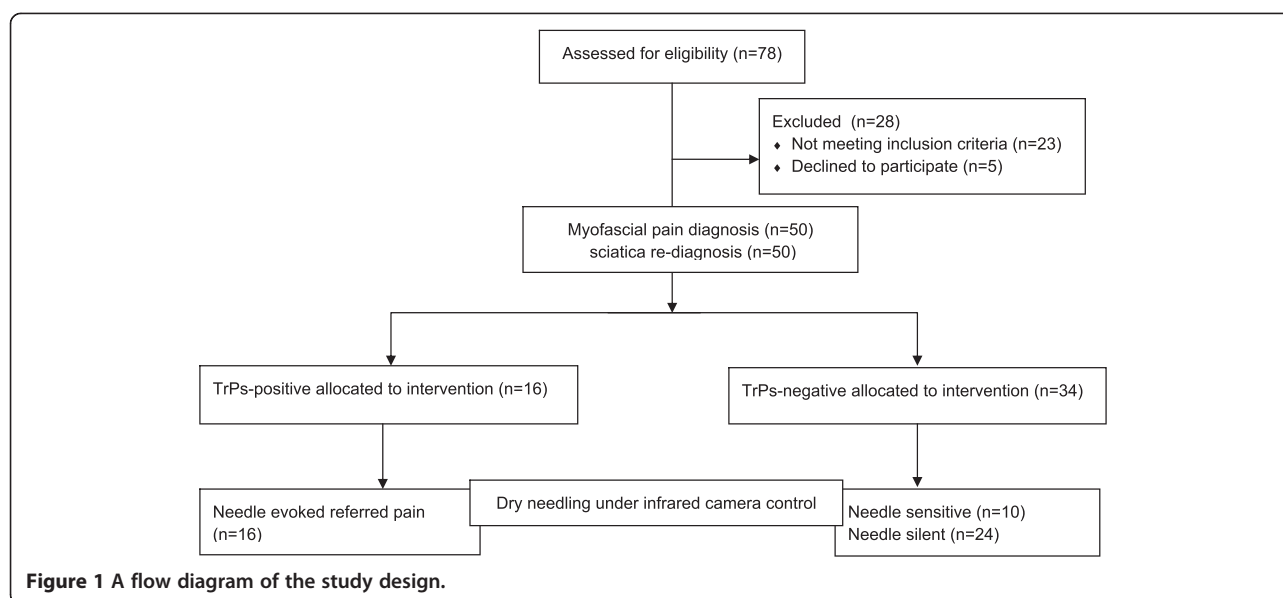 Assessed for eligibility (n=78)
Excluded (n=28)
♦ Not meeting inclusion criteria (n=23)
♦ Declined to participate (n=5)
Myofascial pain diagnosis (n=50)
sciatica re-diagnosis (n=50)
TrPs-positive allocated to intervention (n=16)
TrPs-negative allocated to intervention (n=34)
Needle evoked referred pain
(n=16)
Dry needling under infrared camera control
Needle sensitive (n=10)
Needle silent (n=24)
Figure 1 A flow diagram of the study design.